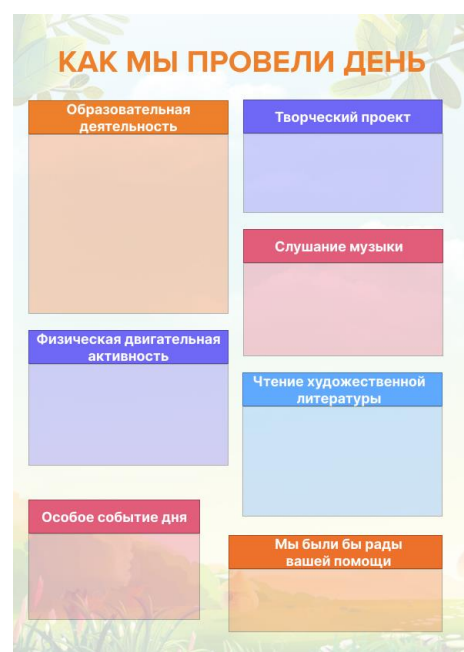 КАК МЫ ПРОВЕЛИ ДЕНЬ
Образовательная
деятельность
Творческий проект
Слушание музыки
Физическая двигательная
активность
Чтение художественной
литературы
Особое событие дня
Мы были бы рады
вашей помощи